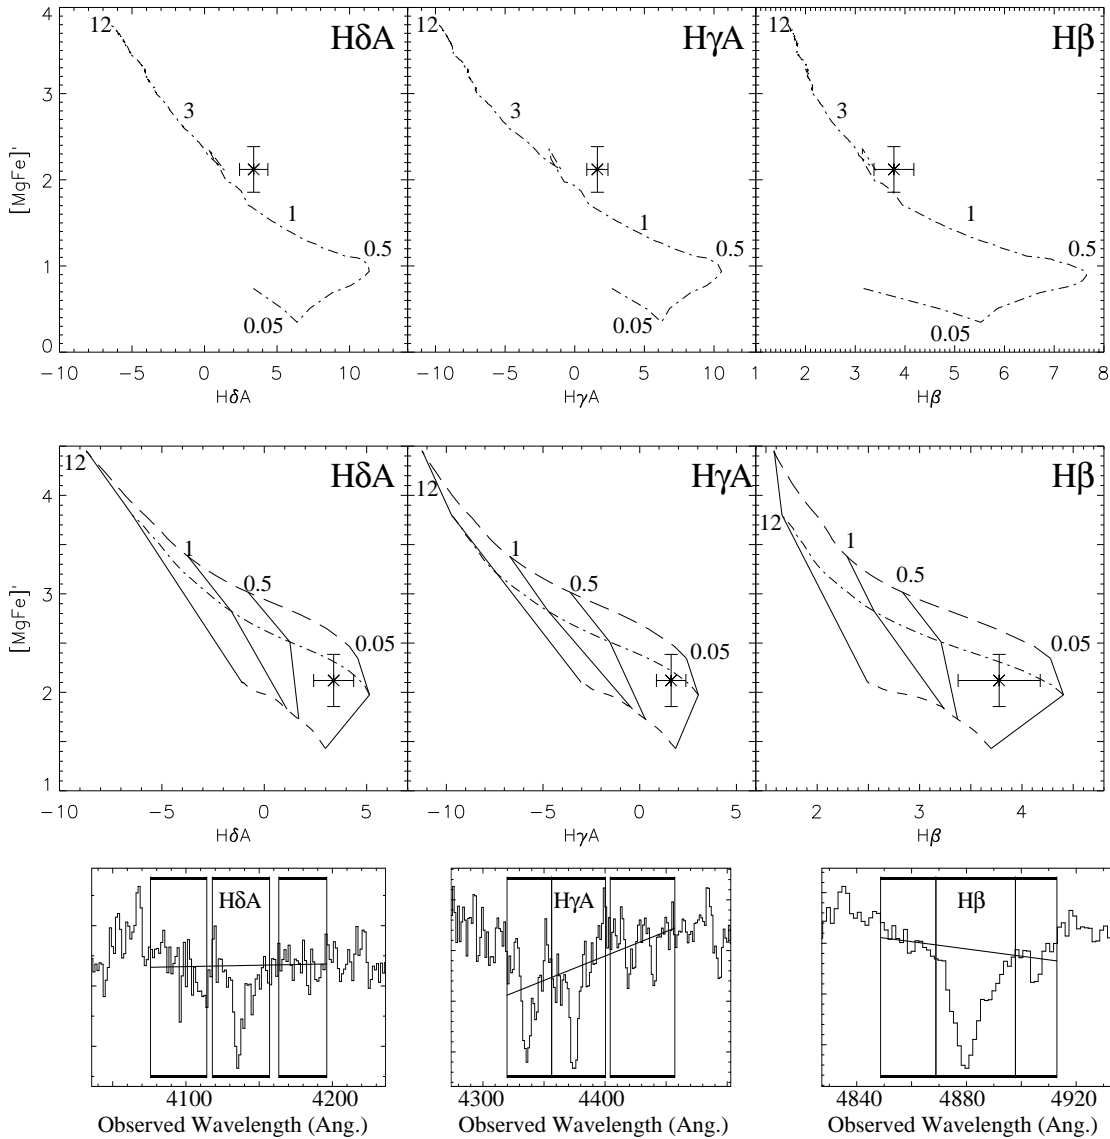 4
3
2
1
0
[MgFe]'
12
HδA
3
1
0.5
0.05
12
HγA
3
1
0.5
0.05
12
Hβ
3
1
0.5
0.05
−10 −5 0 5 10
−10 −5 0 5 10
1 2 3 4 5 6 7 8
HδA HγA Hβ
4
3
2
1
[MgFe]'
12
HδA
1
0.5
0.05
12
HγA
1
0.5
0.05
12
Hβ
1
0.5
0.05
−10 −5 0 5
−10 −5 0 5
2 3 4
HδA HγA Hβ
HδA HγA Hβ
4100 4200
4300 4400
4840 4880 4920
Observed Wavelength (Ang.) Observed Wavelength (Ang.) Observed Wavelength (Ang.)